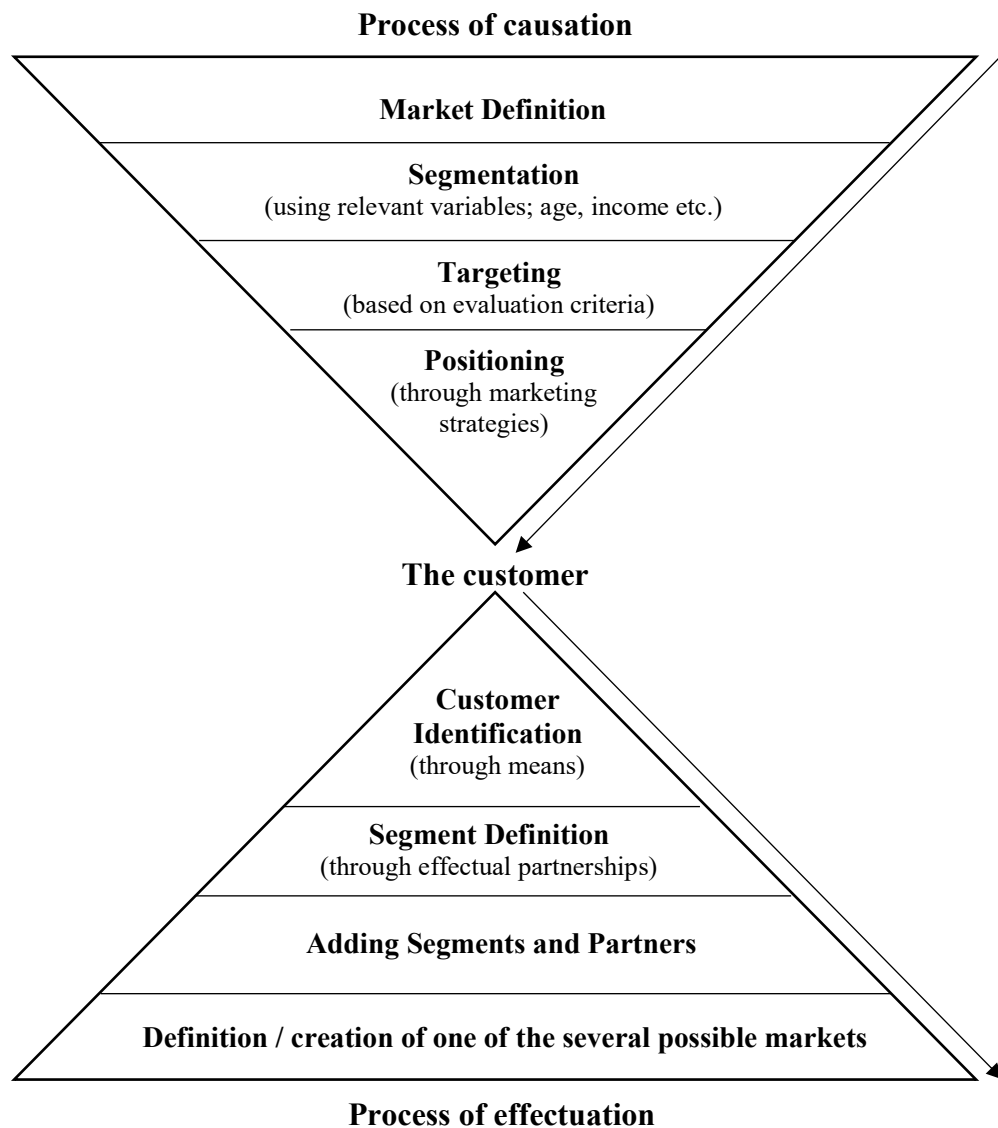 Process of causation
Market Definition
Segmentation
(using relevant variables; age, income etc.)
Targeting
(based on evaluation criteria)
Positioning
(through marketing
strategies)
The customer
Customer
Identification
(through means)
Segment Definition
(through effectual partnerships)
Adding Segments and Partners
Definition / creation of one of the several possible markets
Process of effectuation